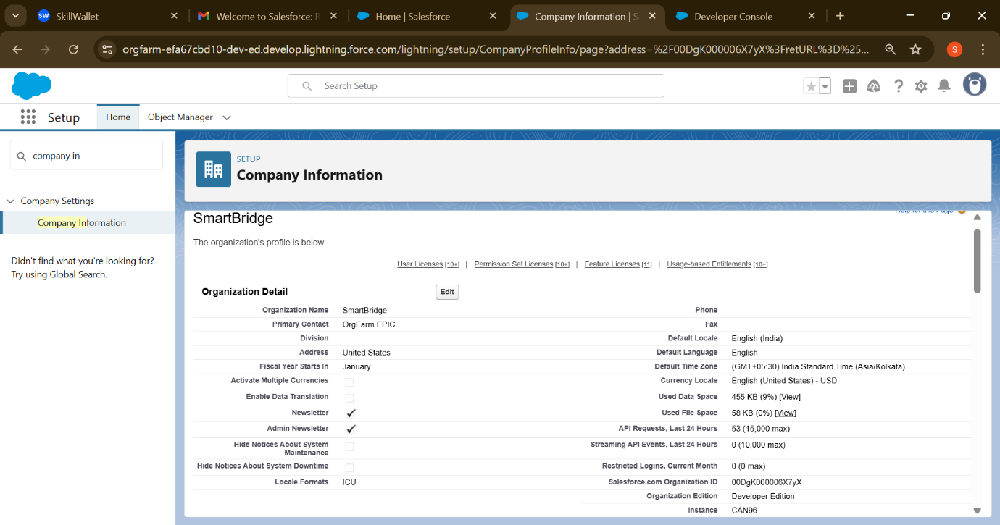 SW SkillWallet
Welcome to Salesforce: R
Home | Salesforce
Company Information | S
Developer Console
orgfarm-efa67cbd10-dev-ed.develop.lightning.force.com/lightning/setup/CompanyProfileInfo/page?address=%2F00DgK000006X7yX%3FretURL%3D%25...
S
Search Setup
Setup
Home
Object Manager
company in
Company Settings
Company Information
Didn't find what you're looking for?
Try using Global Search.
SETUP
Company Information
Help for this Page
SmartBridge
The organization's profile is below.
User Licenses [10+] | Permission Set Licenses [10+] | Feature Licenses [11] | Usage-based Entitlements [10+]
Organization Detail Edit
Organization Name SmartBridge Phone
Primary Contact OrgFarm EPIC Fax
Division Default Locale English (India)
Address United States Default Language English
Fiscal Year Starts In January Default Time Zone (GMT+05:30) India Standard Time (Asia/Kolkata)
Activate Multiple Currencies Currency Locale English (United States) - USD
Enable Data Translation Used Data Space 455 KB (9%) [View]
Newsletter Used File Space 58 KB (0%) [View]
Admin Newsletter API Requests, Last 24 Hours 53 (15,000 max)
Hide Notices About System Streaming API Events, Last 24 Hours 0 (10,000 max)
Maintenance
Hide Notices About System Downtime Restricted Logins, Current Month 0 (0 max)
Locale Formats ICU Salesforce.com Organization ID 00DgK000006X7yX
Organization Edition Developer Edition
Instance CAN96